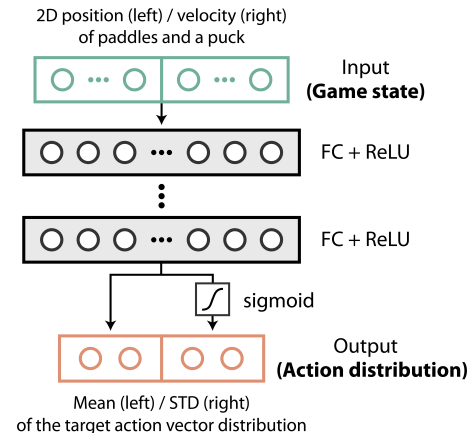 2D position (left) / velocity (right)
of paddles and a puck
Input
(Game state)
FC + ReLU
FC + ReLU
sigmoid
Output
(Action distribution)
Mean (left) / STD (right)
of the target action vector distribution